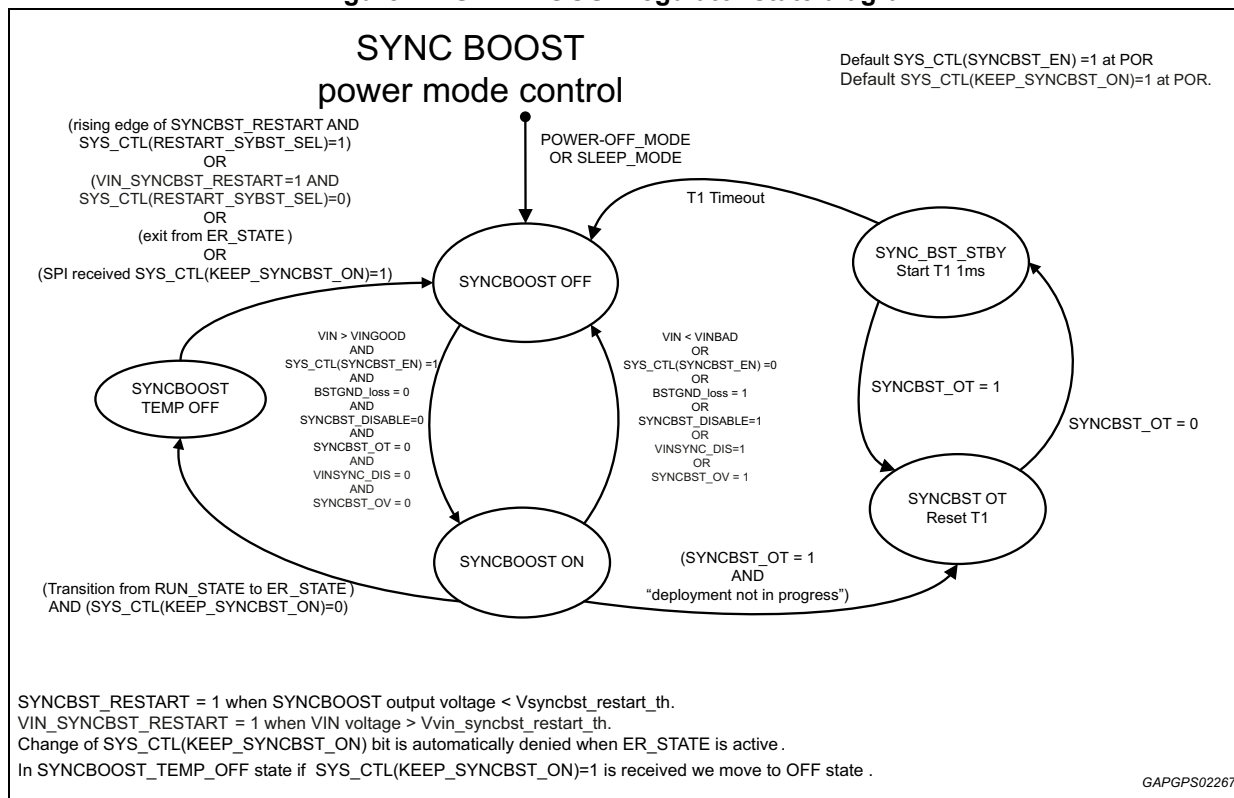 SYNC BOOST
power mode control
Default SYS_CTL(SYNCBST_EN) =1 at POR
Default SYS_CTL(KEEP_SYNCBST_ON)=1 at POR.
(rising edge of SYNCBST_RESTART AND
SYS_CTL(RESTART_SYBST_SEL)=1)
OR
(VIN_SYNCBST_RESTART=1 AND
SYS_CTL(RESTART_SYBST_SEL)=0)
OR
(exit from ER_STATE)
OR
(SPI received SYS_CTL(KEEP_SYNCBST_ON)=1)
POWER-OFF_MODE
OR SLEEP_MODE
T1 Timeout
SYNCBOOST OFF
SYNC_BST_STBY
Start T1 1ms
VIN > VINGOOD
AND
SYS_CTL(SYNCBST_EN) =1
AND
BSTGND_loss = 0
AND
SYNCBST_DISABLE=0
AND
SYNCBST_OT = 0
AND
VINSYNC_DIS = 0
AND
SYNCBST_OV = 0
VIN < VINBAD
OR
SYS_CTL(SYNCBST_EN) =0
OR
BSTGND_loss = 1
OR
SYNCBST_DISABLE=1
OR
VINSYNC_DIS=1
OR
SYNCBST_OV = 1
SYNCBOOST
TEMP OFF
SYNCBST_OT = 1
SYNCBST_OT = 0
SYNCBST OT
Reset T1
SYNCBOOST ON
(Transition from RUN_STATE to ER_STATE)
AND (SYS_CTL(KEEP_SYNCBST_ON)=0)
(SYNCBST_OT = 1
AND
“deployment not in progress”)
SYNCBST_RESTART = 1 when SYNCBOOST output voltage < Vsyncbst_restart_th.
VIN_SYNCBST_RESTART = 1 when VIN voltage > Vvin_syncbst_restart_th.
Change of SYS_CTL(KEEP_SYNCBST_ON) bit is automatically denied when ER_STATE is active.
In SYNCBOOST_TEMP_OFF state if SYS_CTL(KEEP_SYNCBST_ON)=1 is received we move to OFF state.
GAPGPS02267